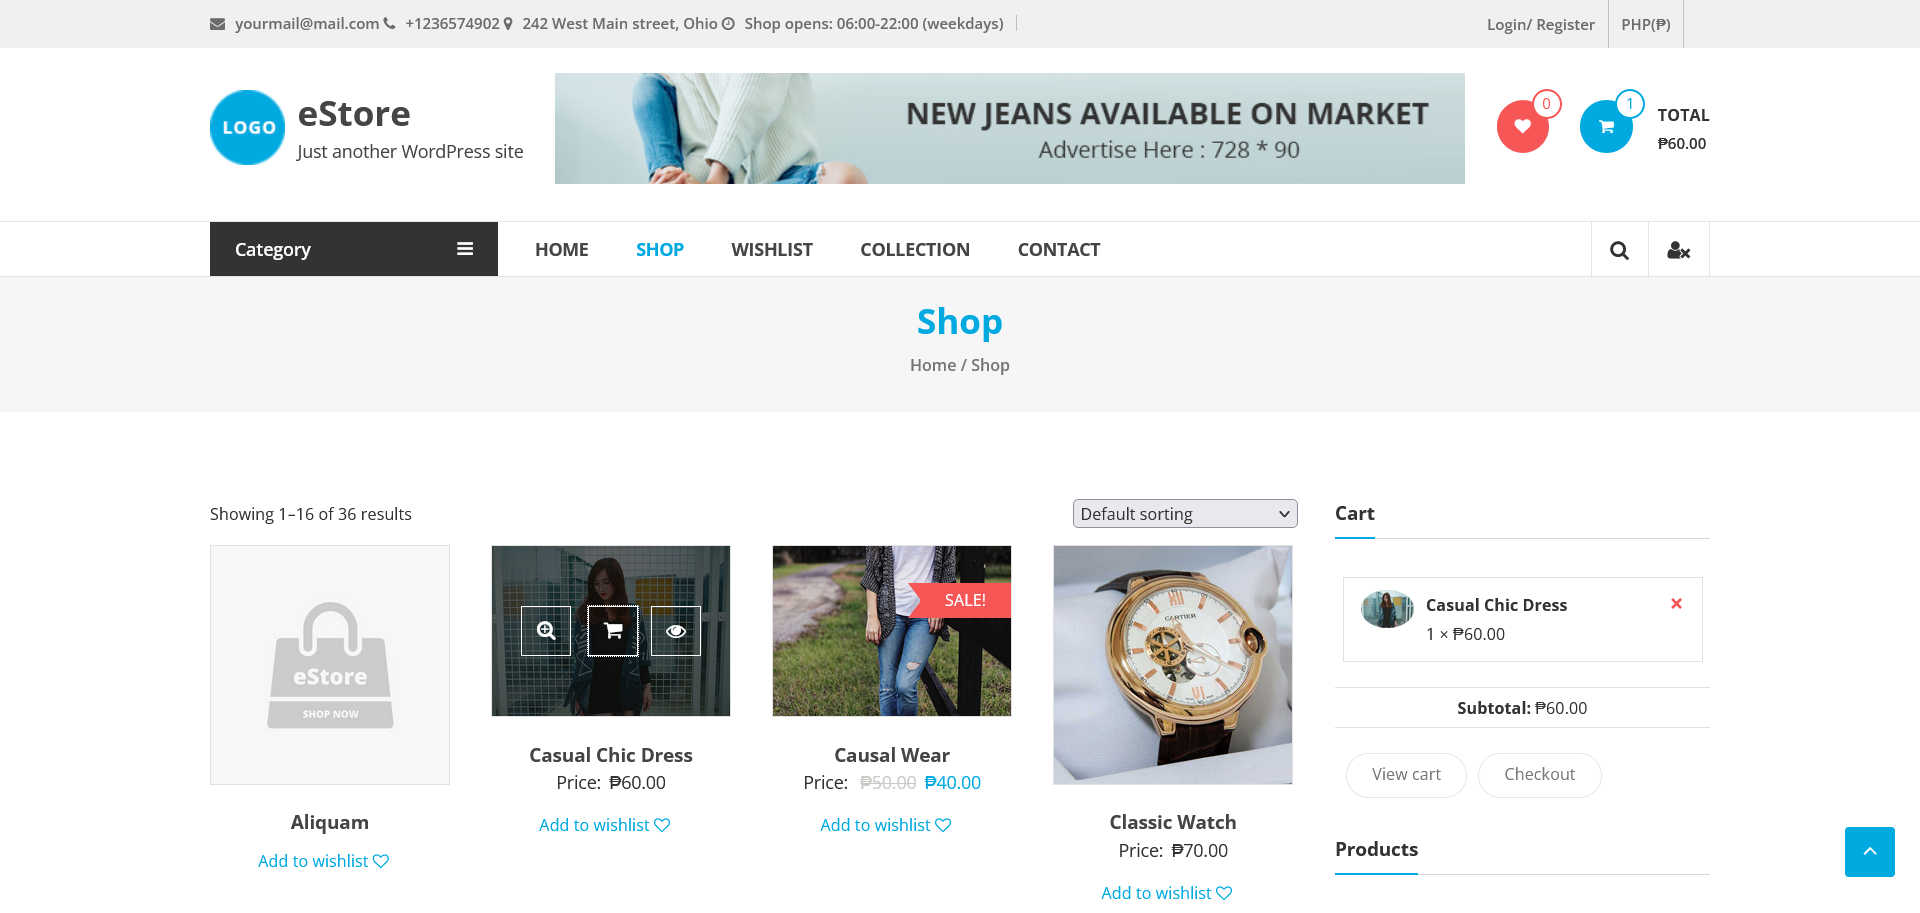 yourmail@mail.com +1236574902 242 West Main street, Ohio Shop opens: 06:00-22:00 (weekdays)
Login/ Register
PHP(₱)
LOGO
eStore
Just another WordPress site
NEW JEANS AVAILABLE ON MARKET
Advertise Here : 728 * 90
0
1
TOTAL
₱60.00
Category
HOME
SHOP
WISHLIST
COLLECTION
CONTACT
Shop
Home / Shop
Showing 1–16 of 36 results
Default sorting
eStore
SHOP NOW
Aliquam
Add to wishlist
Casual Chic Dress
Price: ₱60.00
Add to wishlist
SALE!
Causal Wear
Price: ₱50.00 ₱40.00
Add to wishlist
CARTIER
Classic Watch
Price: ₱70.00
Add to wishlist
Cart
Casual Chic Dress
1 × ₱60.00
Subtotal: ₱60.00
View cart
Checkout
Products